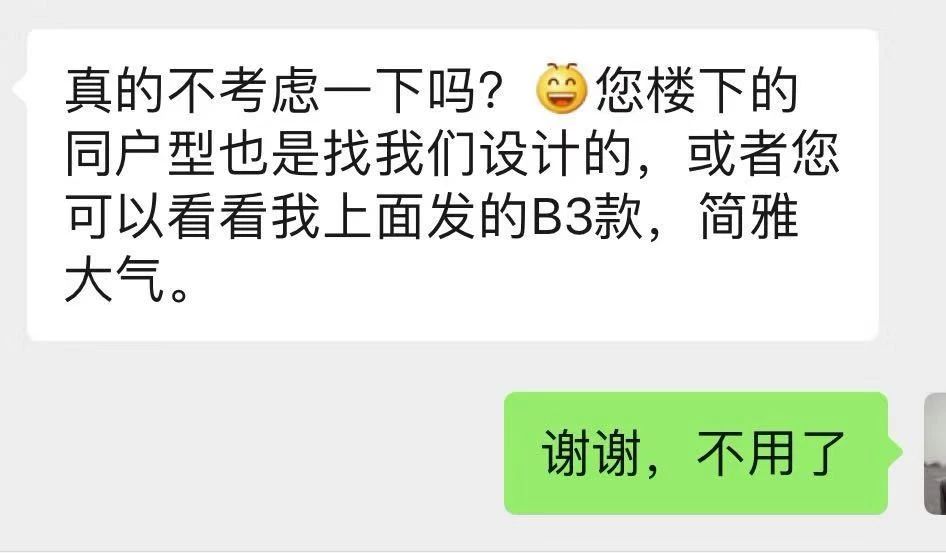 真的不考虑一下吗？😄您楼下的
同户型也是找我们设计的，或者您
可以看看我上面发的B3款，简雅
大气。
谢谢，不用了